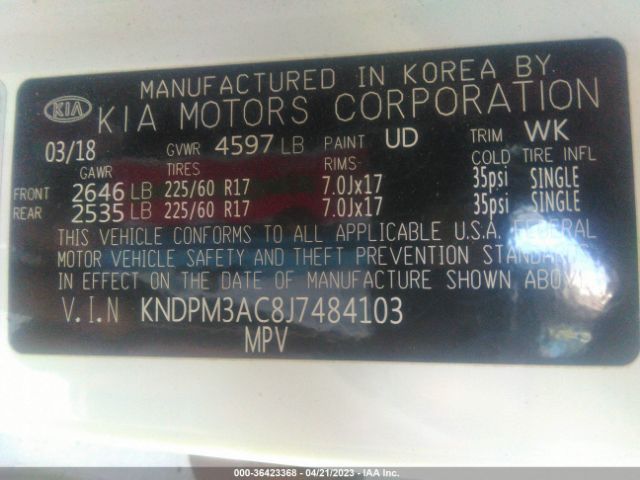 MANUFACTURED IN KOREA BY
KIA KIA MOTORS CORPORATION
03/18 GVWR 4597 LB PAINT UD TRIM WK
GAWR TIRES RIMS- COLD TIRE INFL
FRONT 2646 LB 225/60 R17 7.0Jx17 35psi SINGLE
REAR 2535 LB 225/60 R17 7.0Jx17 35psi SINGLE
THIS VEHICLE CONFORMS TO ALL APPLICABLE U.S.A. FEDERAL
MOTOR VEHICLE SAFETY AND THEFT PREVENTION STANDARDS
IN EFFECT ON THE DATE OF MANUFACTURE SHOWN ABOVE
V.I.N KNDPM3AC8J7484103
MPV
000-36423368 - 04/21/2023 - IAA Inc.